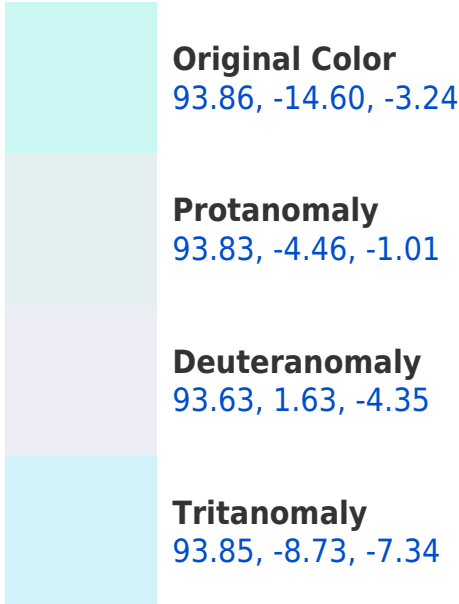 Original Color
93.86, -14.60, -3.24
Protanomaly
93.83, -4.46, -1.01
Deuteranomaly
93.63, 1.63, -4.35
Tritanomaly
93.85, -8.73, -7.34